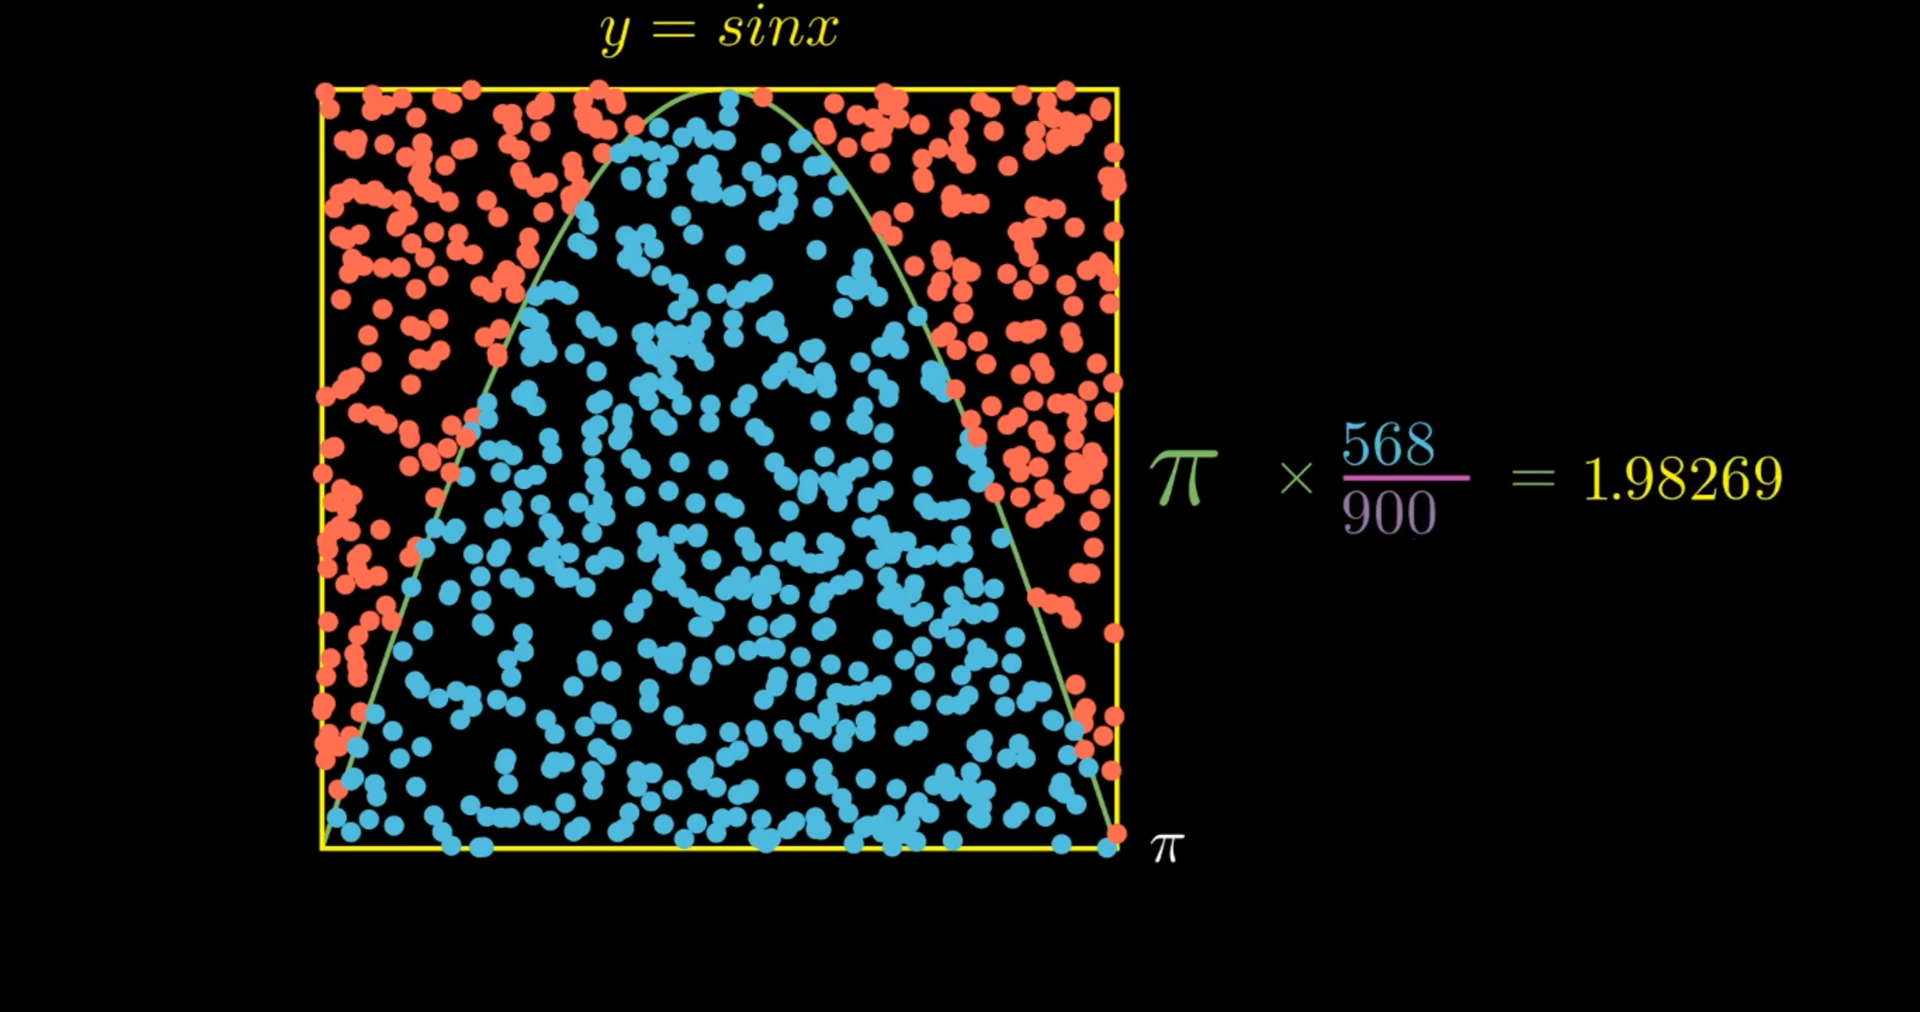 y = sinx
π × 568/900 = 1.98269
π